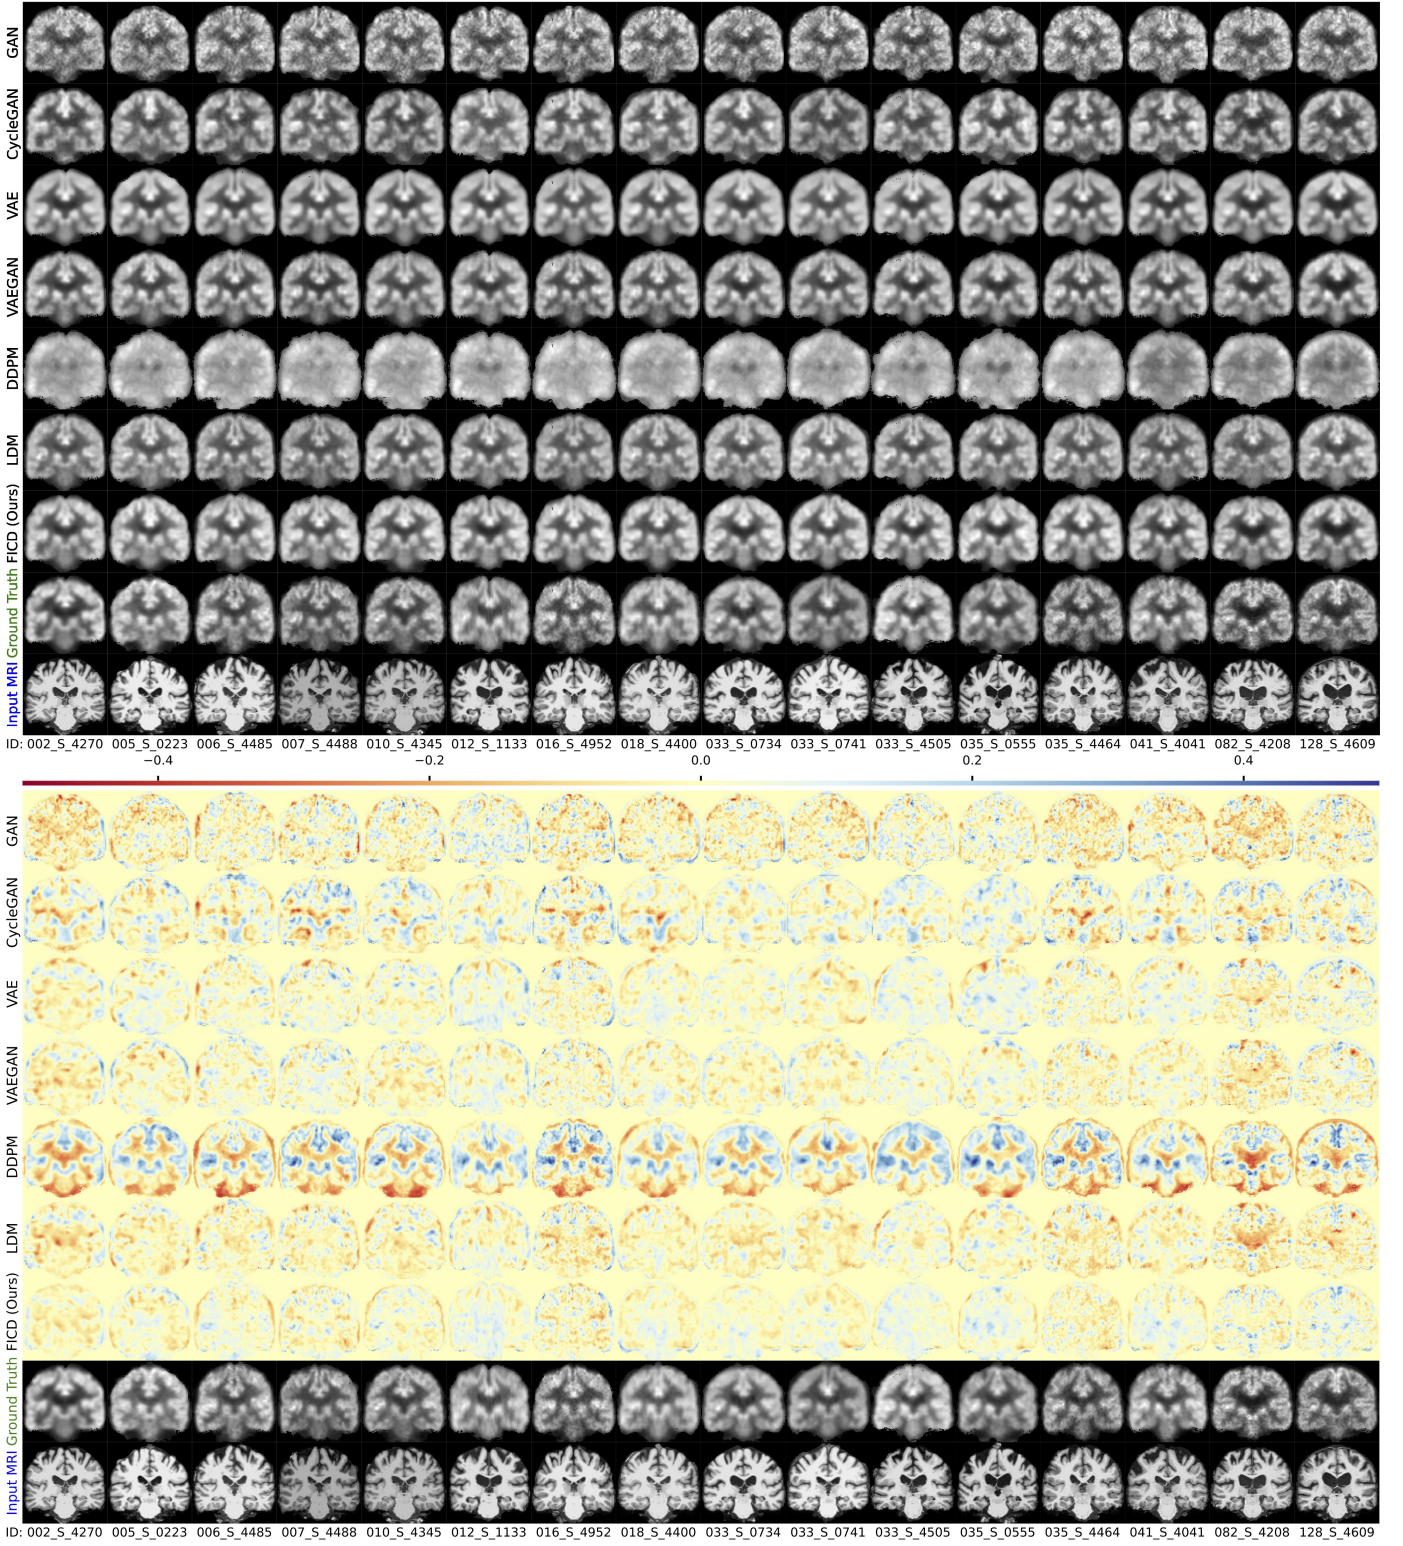 GAN
CycleGAN
VAE
VAEGAN
DDPM
LDM
FICD (Ours)
Ground Truth
Input MRI
ID: 002_S_4270 005_S_0223 006_S_4485 007_S_4488 010_S_4345 012_S_1133 016_S_4952 018_S_4400 033_S_0734 033_S_0741 033_S_4505 035_S_0555 035_S_4464 041_S_4041 082_S_4208 128_S_4609
−0.4 −0.2 0.0 0.2 0.4
GAN
CycleGAN
VAE
VAEGAN
DDPM
LDM
FICD (Ours)
Ground Truth
Input MRI
ID: 002_S_4270 005_S_0223 006_S_4485 007_S_4488 010_S_4345 012_S_1133 016_S_4952 018_S_4400 033_S_0734 033_S_0741 033_S_4505 035_S_0555 035_S_4464 041_S_4041 082_S_4208 128_S_4609